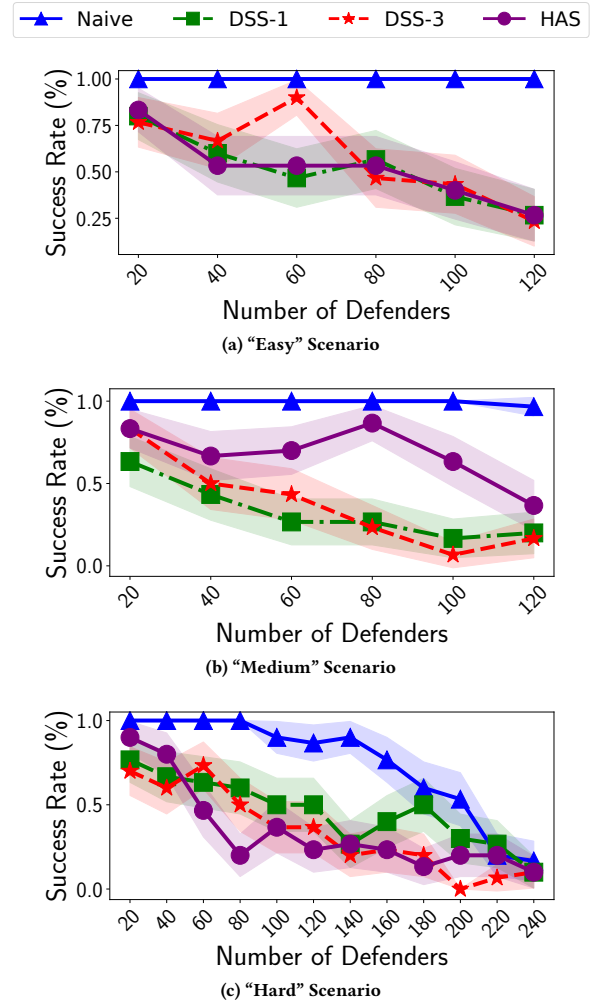 Naive DSS-1 DSS-3 HAS
Success Rate (%)
1.00
0.75
0.50
0.25
20 40 60 80 100 120
Number of Defenders
(a) “Easy” Scenario
Success Rate (%)
1.0
0.5
0.0
20 40 60 80 100 120
Number of Defenders
(b) “Medium” Scenario
Success Rate (%)
1.0
0.5
0.0
20 40 60 80 100 120 140 160 180 200 220 240
Number of Defenders
(c) “Hard” Scenario